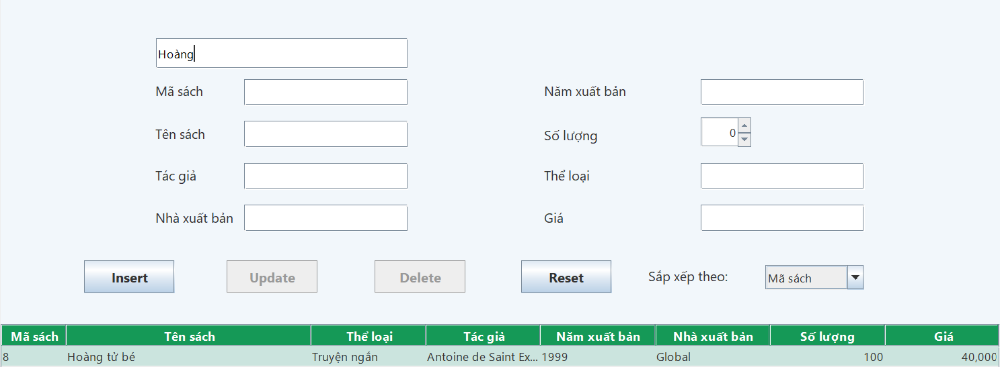 Hoàng
Mã sách Năm xuất bản
Tên sách Số lượng 0
Tác giả Thể loại
Nhà xuất bản Giá
Insert Update Delete Reset Sắp xếp theo: Mã sách
Mã sách Tên sách Thể loại Tác giả Năm xuất bản Nhà xuất bản Số lượng Giá
8 Hoàng tử bé Truyện ngắn Antoine de Saint Ex... 1999 Global 100 40,000